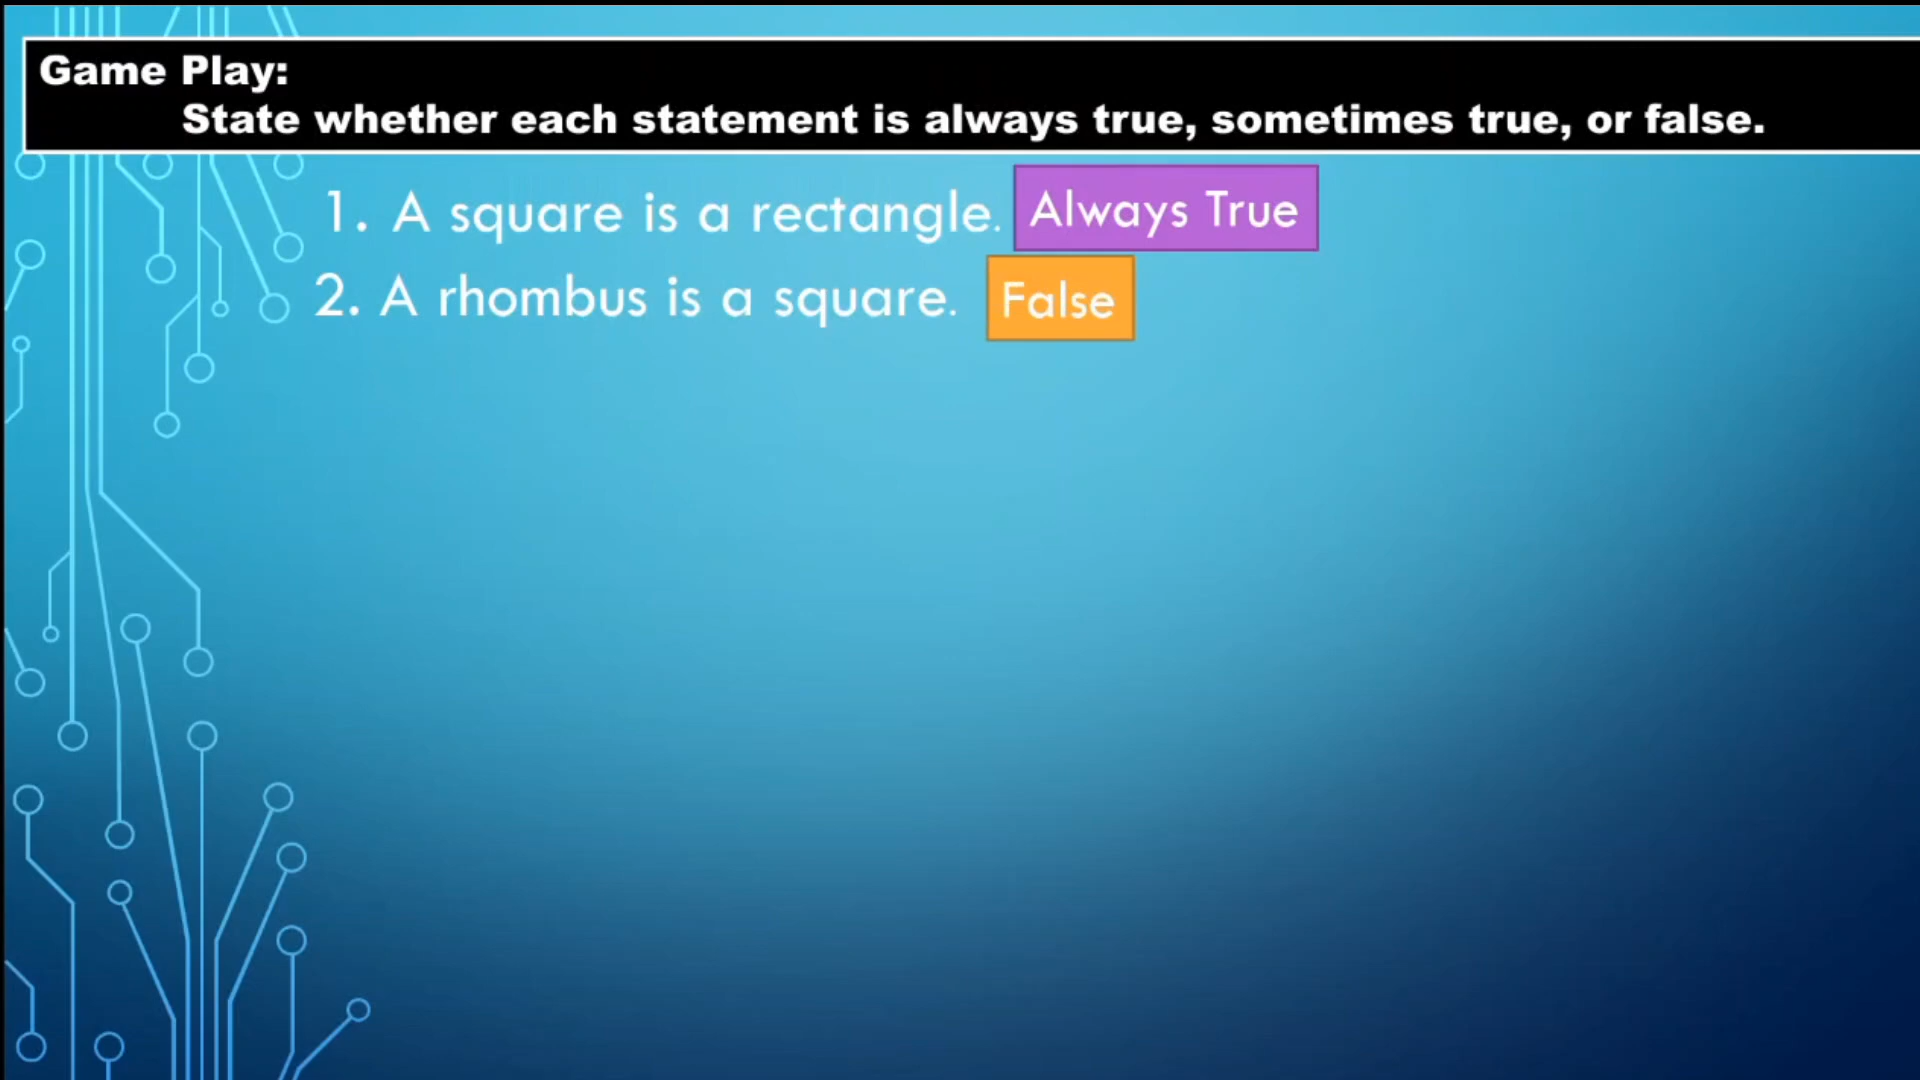 Game Play:
State whether each statement is always true, sometimes true, or false.
1. A square is a rectangle. Always True
2. A rhombus is a square. False